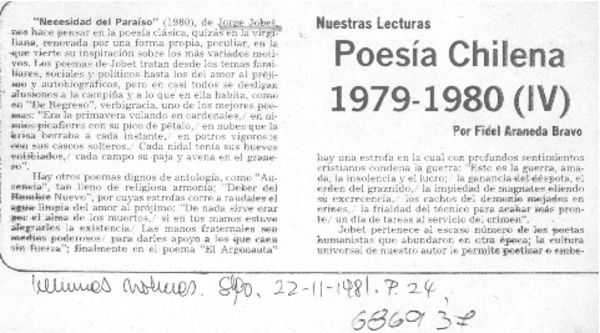 "Necesidad del Paraíso" (1980), de Jorge Jobet,
nos hace pensar en la poesía clásica, quizás en la virgi-
liana, renovada por una forma propia, peculiar, en la
que vierte su inspiración sobre los más variados moti-
vos. Los poemas de Jobet tratan desde los temas fami-
liares, sociales y políticos hasta los del amor al próji-
mo y autobiográficos, pero en casi todos se deslizan
alusiones a la campiña y a lo que en ella habita, como
en "De Regreso", verbigracia, uno de los mejores poe-
mas: "Era la primavera volando en cardenales,/ en ni-
picaflores con su pico de pétalo,/ en nubes que la
brisa berreaba a cada instante,/ en potros vigorosos
con sus cascos solteros./ Cada nidal tenía sus huevos
entibiados,/ cada campo su paja y avena en el grane-
ro".
Hay otros poemas dignos de antología, como "Au-
sencia", tan lleno de religiosa armonía: "Deber del
Hombre Nuevo", por cuyas estrofas corre a raudales el
agua limpia del amor al prójimo: "De nada sirve erar
por el alma de los muertos,/ si en tus manos estuvo
alegrarles la existencia/ Las manos fraternales son
medios poderosos/ para darles apoyo a los que caen
sin fuerza"; finalmente en el poema "El Argonauta"
Nuestras Lecturas
Poesía Chilena
1979-1980 (IV)
Por Fidel Araneda Bravo
hay una estrofa en la cual con profundos sentimientos
cristianos condena la guerra: "Esto es la guerra, ama-
da, la insolencia y el lucro,/ la ganancia del déspota, el
orden del graznido,/ la impiedad de magnates eliendo
su excrecencia,/ los cachos del demonio mojados en
crines,/ la frialdad del técnico para acabar más pron-
to/ un día de tareas al servicio del crimen".
Jobet pertenece al escaso número de los poetas
humanistas que abundaron en otra época; la cultura
universal de nuestro autor le permite poetizar o embe-
Últimas noticias. Stgo. 22-11-1981. P. 24